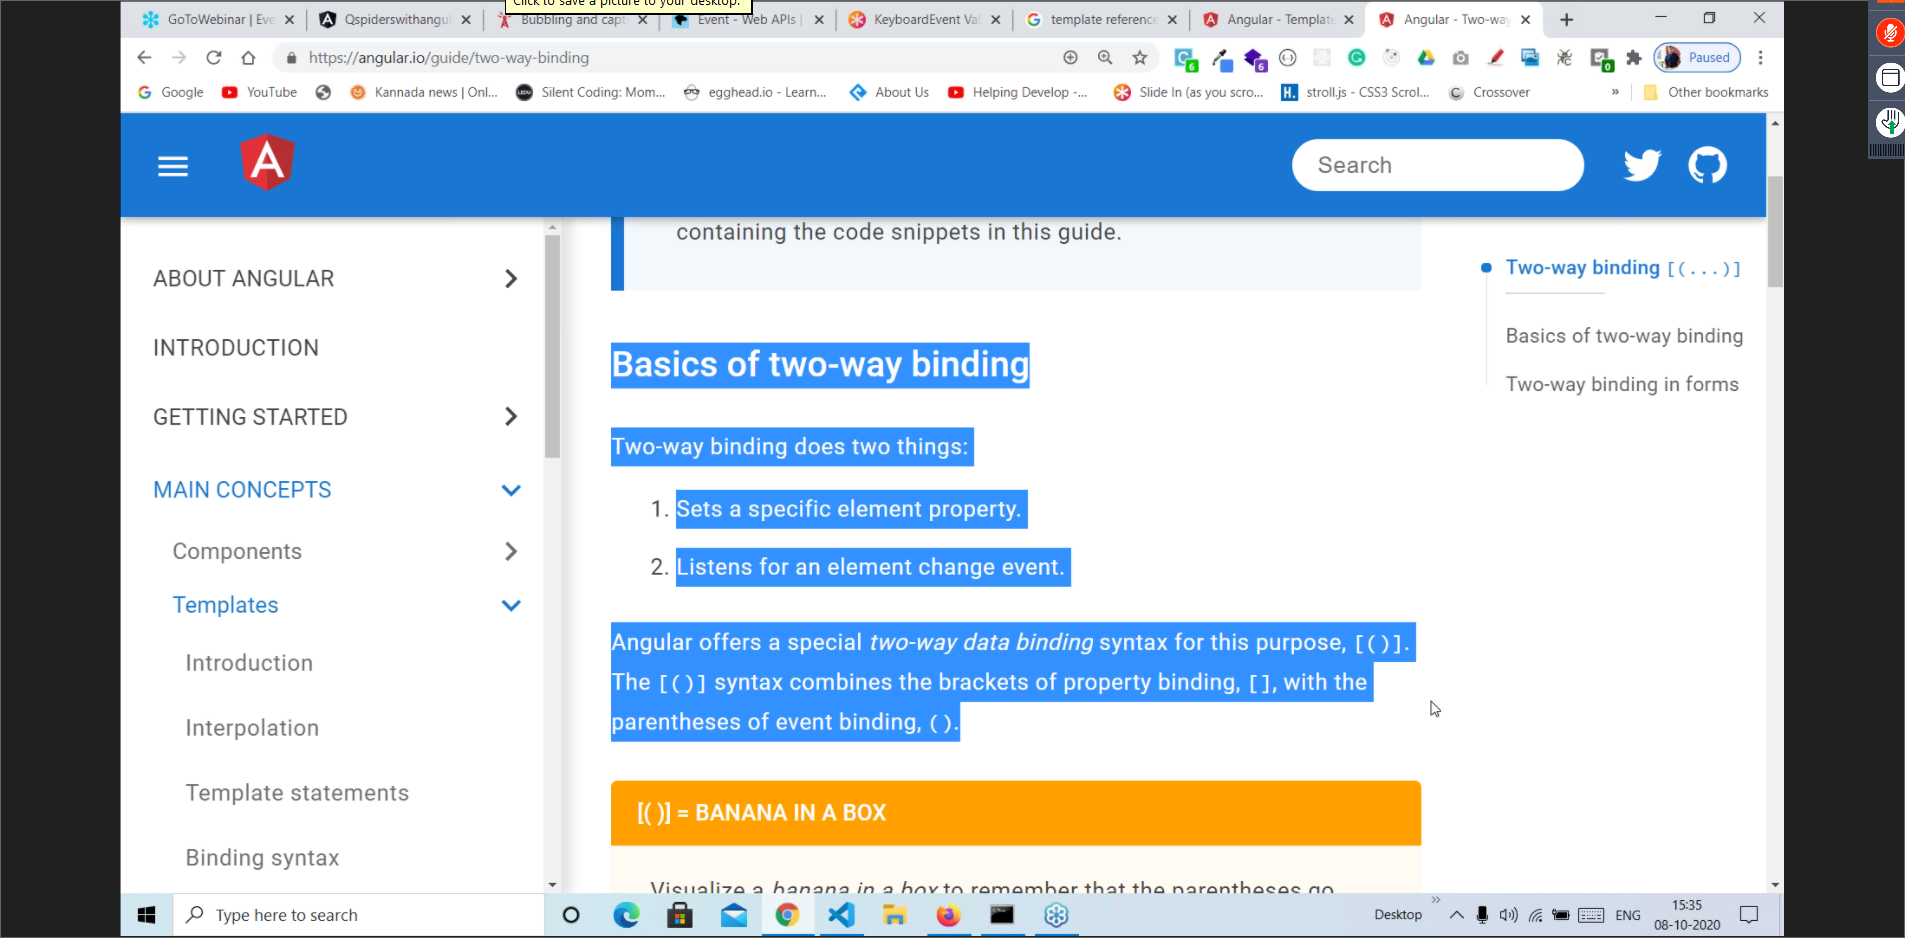 Click to save a picture to your desktop.
GoToWebinar | Eve
Qspiderswithangul
Bubbling and capt
Event - Web APIs |
KeyboardEvent Val
template reference
Angular - Template
Angular - Two-way
https://angular.io/guide/two-way-binding
6
6
0
Paused
Google
YouTube
Kannada news | Onl...
Silent Coding: Mom...
egghead.io - Learn...
About Us
Helping Develop -...
Slide In (as you scro...
H.
stroll.js - CSS3 Scrol...
Crossover
»
Other bookmarks
A
Search
containing the code snippets in this guide.
ABOUT ANGULAR
INTRODUCTION
GETTING STARTED
MAIN CONCEPTS
Components
Templates
Introduction
Interpolation
Template statements
Binding syntax
Basics of two-way binding
Two-way binding does two things:
1. Sets a specific element property.
2. Listens for an element change event.
Angular offers a special two-way data binding syntax for this purpose, [()].
The [()] syntax combines the brackets of property binding, [], with the
parentheses of event binding, ().
[( )] = BANANA IN A BOX
Visualize a banana in a box to remember that the parentheses go
Two-way binding [(...)]
Basics of two-way binding
Two-way binding in forms
Type here to search
Desktop
»
ENG
15:35
08-10-2020